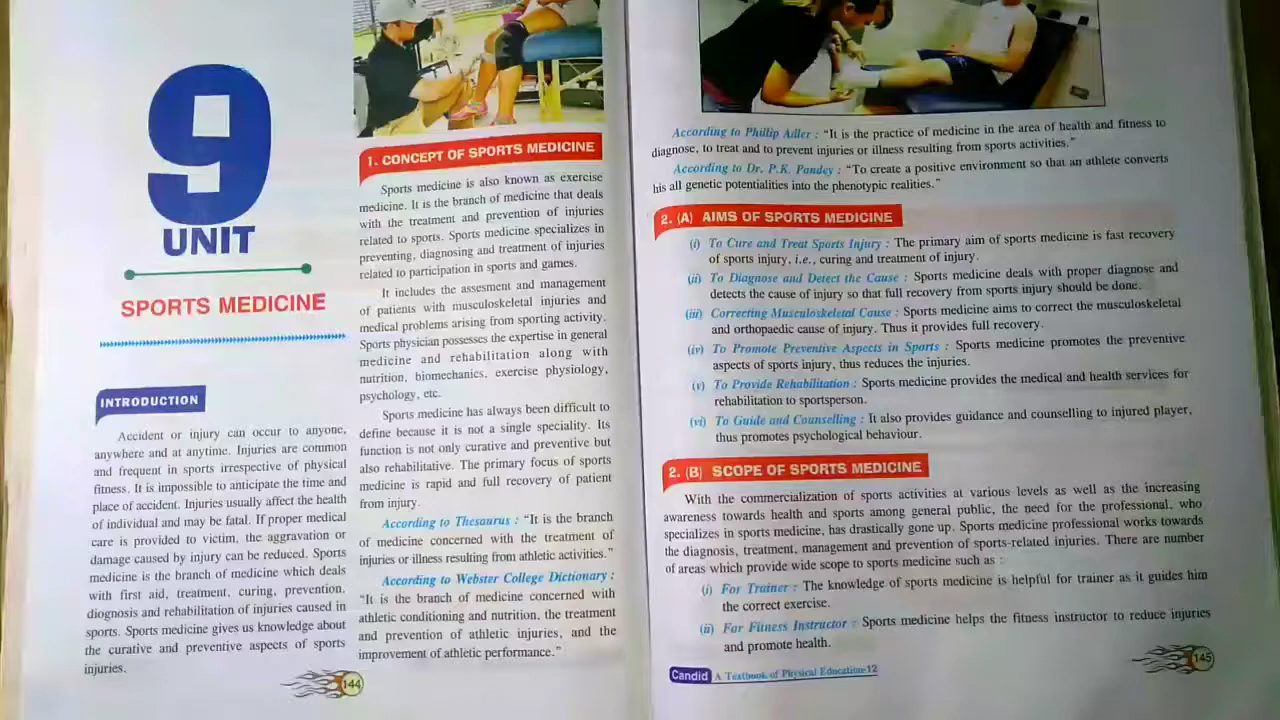 9
UNIT
SPORTS MEDICINE
INTRODUCTION
Accident or injury can occur to anyone,
anywhere and at anytime. Injuries are common
and frequent in sports irrespective of physical
fitness. It is impossible to anticipate the time and
place of accident. Injuries usually affect the health
of individual and may be fatal. If proper medical
care is provided to victim, the aggravation or
damage caused by injury can be reduced. Sports
medicine is the branch of medicine which deals
with first aid, treatment, curing, prevention,
diognosis and rehabilitation of injuries caused in
sports. Sports medicine gives us knowledge about
the curative and preventive aspects of sports
injuries.
1. CONCEPT OF SPORTS MEDICINE
Sports medicine is also known as exercise
medicine. It is the branch of medicine that deals
with the treatment and prevention of injuries
related to sports. Sports medicine specializes in
preventing, diagnosing and treatment of injuries
related to participation in sports and games.
It includes the assesment and management
of patients with musculoskeletal injuries and
medical problems arising from sporting activity.
Sports physician possesses the expertise in general
medicine and rehabilitation along with
nutrition, biomechanics, exercise physiology,
psychology, etc.
Sports medicine has always been difficult to
define because it is not a single speciality. Its
function is not only curative and preventive but
also rehabilitative. The primary focus of sports
medicine is rapid and full recovery of patient
from injury.
According to Thesaurus : “It is the branch
of medicine concerned with the treatment of
injuries or illness resulting from athletic activities.”
According to Webster College Dictionary :
“It is the branch of medicine concerned with
athletic conditioning and nutrition, the treatment
and prevention of athletic injuries, and the
improvement of athletic performance.”
144
According to Phillip Adler : “It is the practice of medicine in the area of health and fitness to
diagnose, to treat and to prevent injuries or illness resulting from sports activities.”
According to Dr. P.K. Pandey : “To create a positive environment so that an athlete converts
his all genetic potentialities into the phenotypic realities.”
2. (A) AIMS OF SPORTS MEDICINE
(i) To Cure and Treat Sports Injury : The primary aim of sports medicine is fast recovery
of sports injury, i.e., curing and treatment of injury.
(ii) To Diagnose and Detect the Cause : Sports medicine deals with proper diagnose and
detects the cause of injury so that full recovery from sports injury should be done.
(iii) Correcting Musculoskeletal Cause : Sports medicine aims to correct the musculoskeletal
and orthopaedic cause of injury. Thus it provides full recovery.
(iv) To Promote Preventive Aspects in Sports : Sports medicine promotes the preventive
aspects of sports injury, thus reduces the injuries.
(v) To Provide Rehabilitation : Sports medicine provides the medical and health services for
rehabilitation to sportsperson.
(vi) To Guide and Counselling : It also provides guidance and counselling to injured player,
thus promotes psychological behaviour.
2. (B) SCOPE OF SPORTS MEDICINE
With the commercialization of sports activities at various levels as well as the increasing
awareness towards health and sports among general public, the need for the professional, who
specializes in sports medicine, has drastically gone up. Sports medicine professional works towards
the diagnosis, treatment, management and prevention of sports-related injuries. There are number
of areas which provide wide scope to sports medicine such as :
(i) For Trainer : The knowledge of sports medicine is helpful for trainer as it guides him
the correct exercise.
(ii) For Fitness Instructor : Sports medicine helps the fitness instructor to reduce injuries
and promote health.
Candid A Textbook of Physical Education-12
145